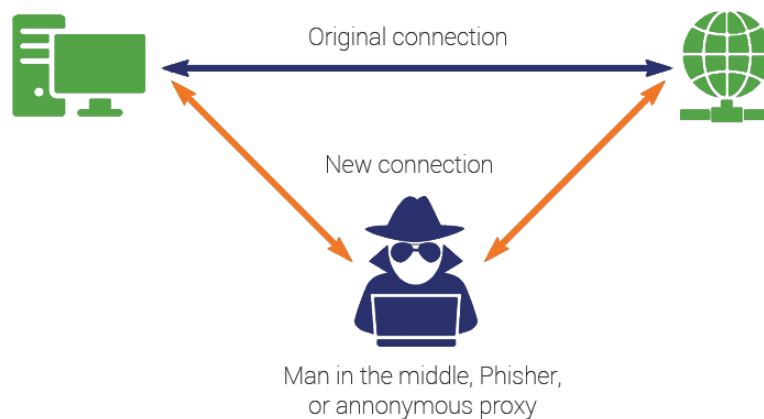 Original connection
New connection
Man in the middle, Phisher,
or annonymous proxy